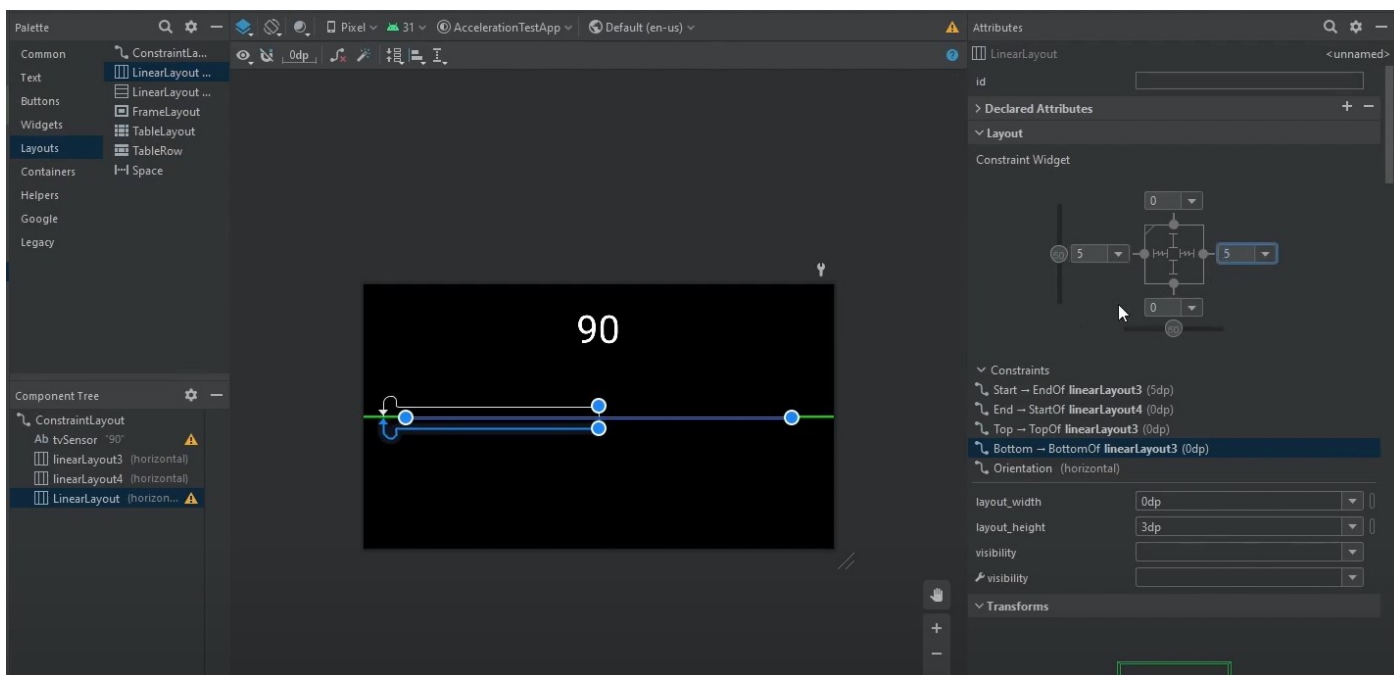 Palette
Common
Text
Buttons
Widgets
Layouts
Containers
Helpers
Google
Legacy
ConstraintLa...
LinearLayout ...
LinearLayout ...
FrameLayout
TableLayout
TableRow
Space
Pixel
31
AccelerationTestApp
Default (en-us)
0dp
90
Component Tree
ConstraintLayout
Ab tvSensor "90"
linearLayout3 (horizontal)
linearLayout4 (horizontal)
LinearLayout (horizon...
Attributes
LinearLayout <unnamed>
id
Declared Attributes
Layout
Constraint Widget
0
50 5 5
0
50
Constraints
Start → EndOf linearLayout3 (5dp)
End → StartOf linearLayout4 (0dp)
Top → TopOf linearLayout3 (0dp)
Bottom → BottomOf linearLayout3 (0dp)
Orientation (horizontal)
layout_width 0dp
layout_height 3dp
visibility
visibility
Transforms